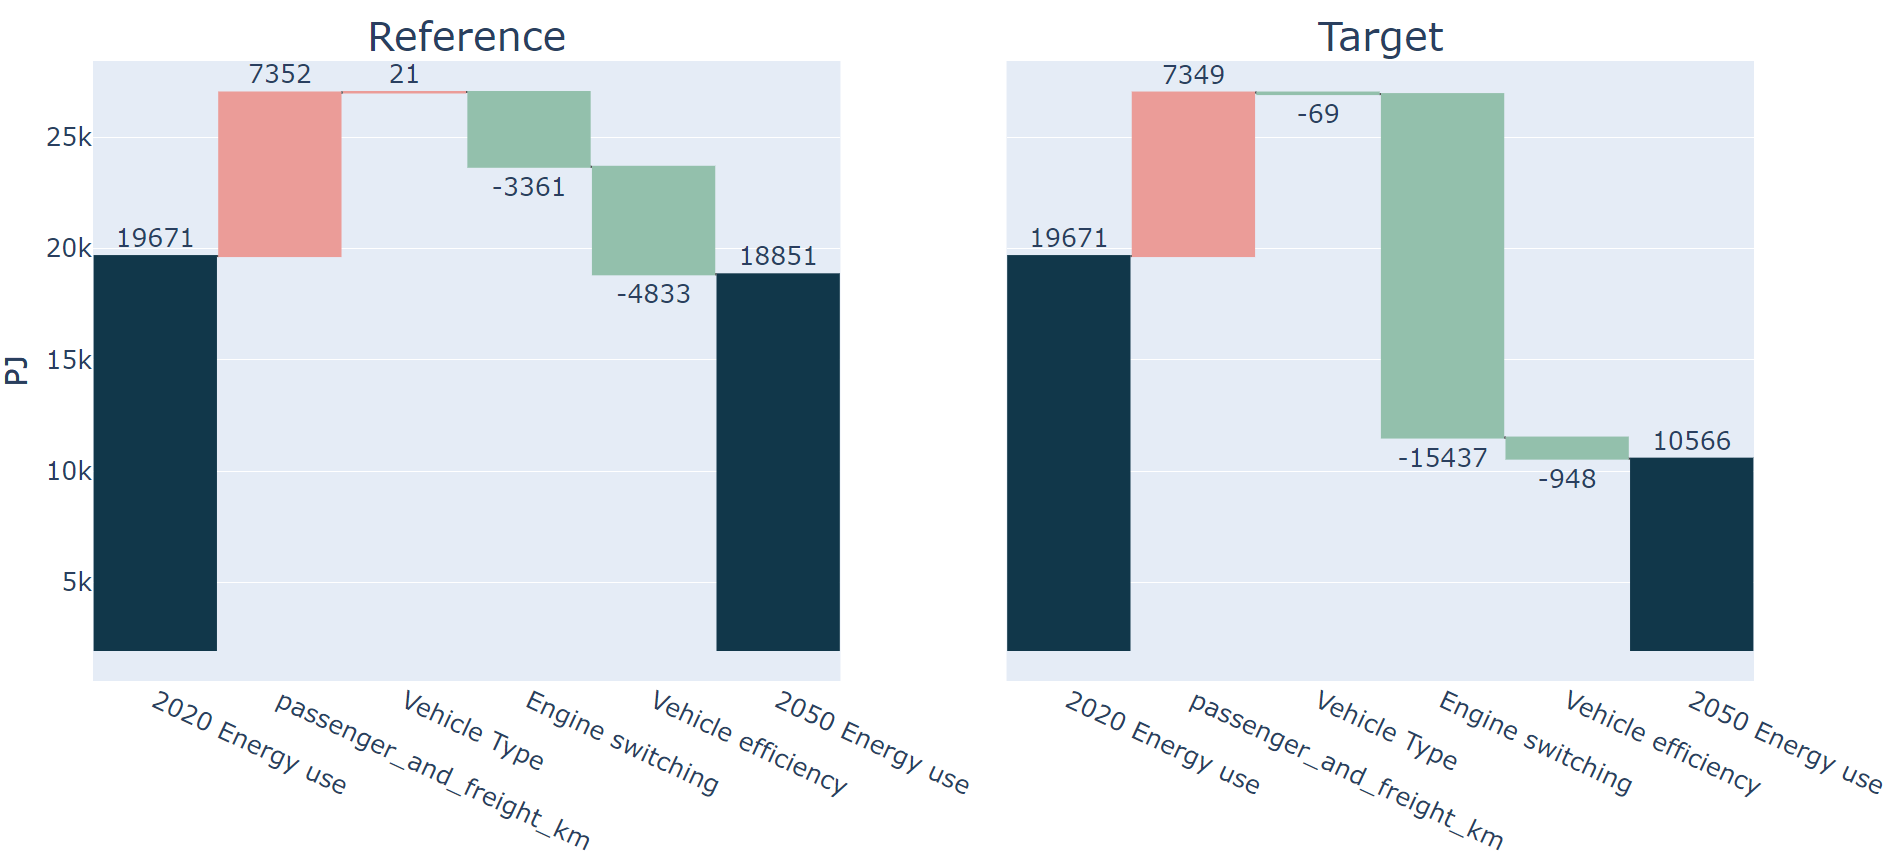 Reference
PJ
25k
20k
15k
10k
5k
19671
7352
21
-3361
-4833
18851
2020 Energy use
passenger_and_freight_km
Vehicle Type
Engine switching
Vehicle efficiency
2050 Energy use
Target
19671
7349
-69
-15437
-948
10566
2020 Energy use
passenger_and_freight_km
Vehicle Type
Engine switching
Vehicle efficiency
2050 Energy use